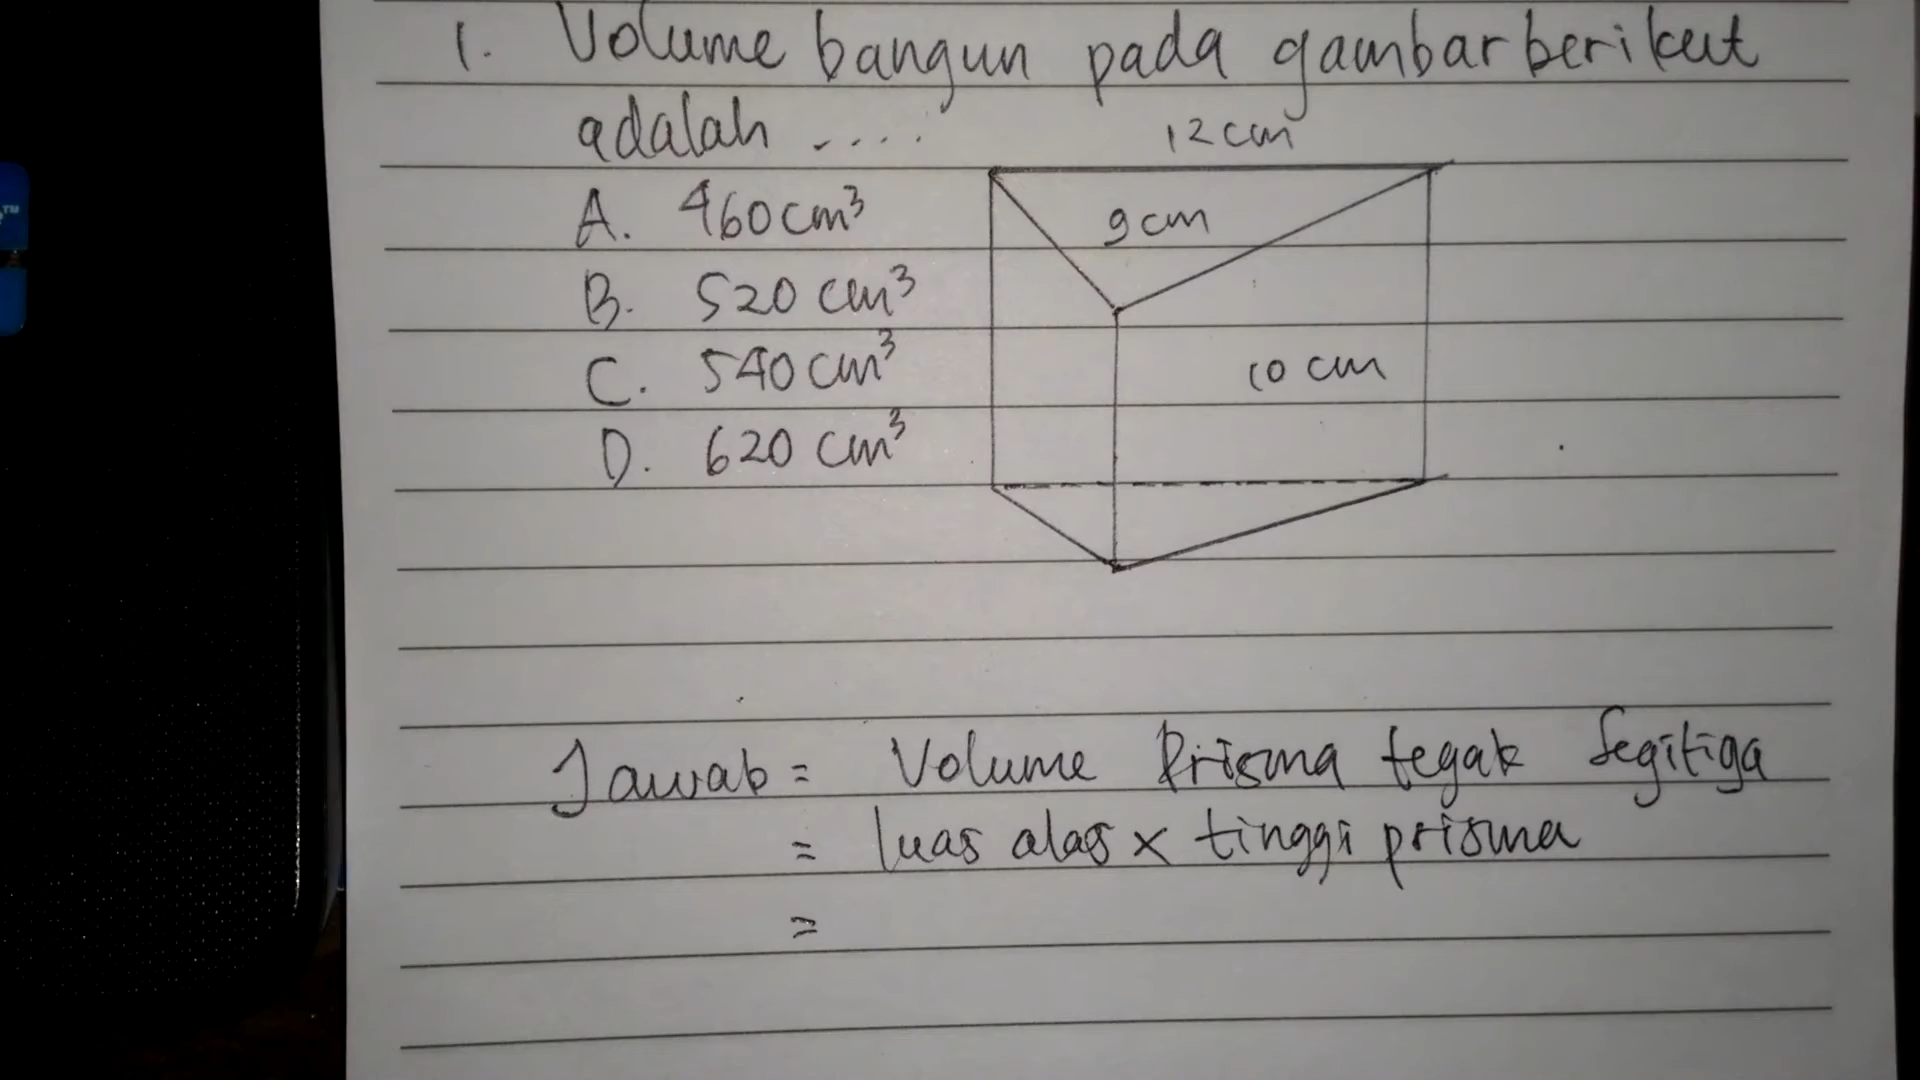 1. Volume bangun pada gambar berikut
adalah ....
12 cm
A. 460 cm³
9 cm
B. 520 cm³
C. 540 cm³
10 cm
D. 620 cm³
Jawab = Volume Prisma tegak segitiga
= luas alas x tinggi prisma
=
TM